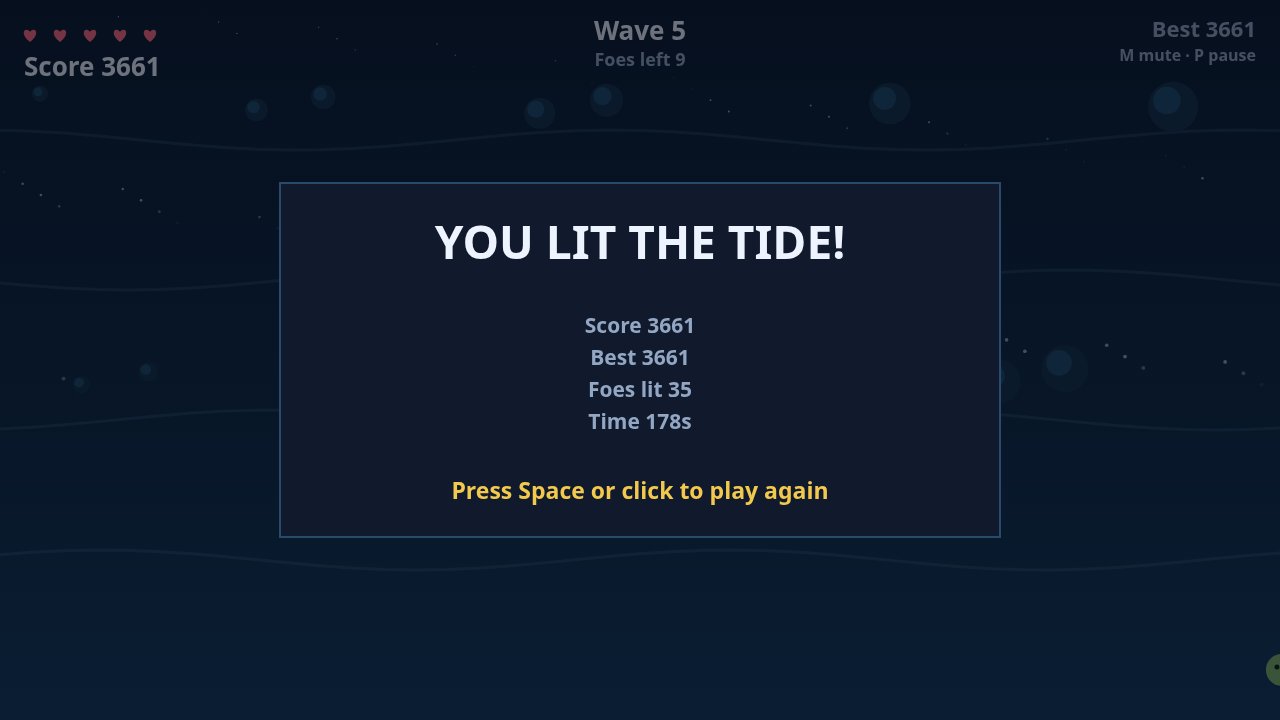 Score 3661
Wave 5
Foes left 9
Best 3661
M mute · P pause
YOU LIT THE TIDE!
Score 3661
Best 3661
Foes lit 35
Time 178s
Press Space or click to play again